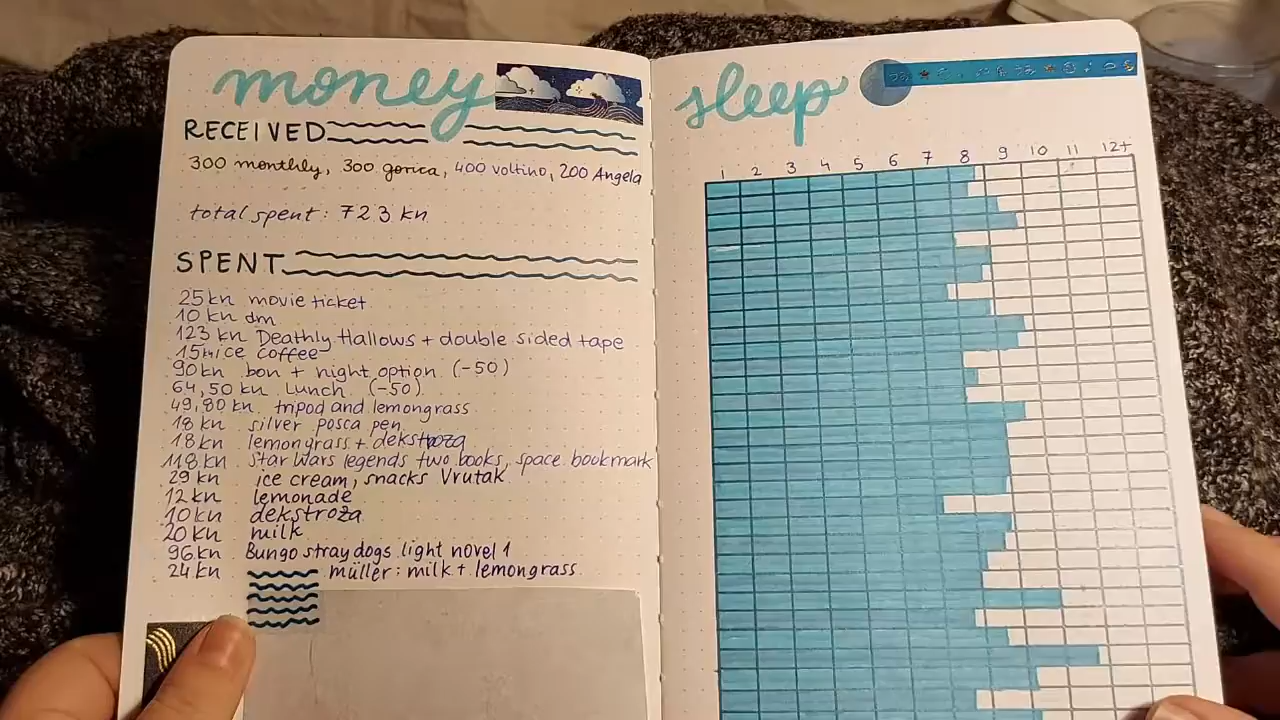 money
RECEIVED
300 monthly, 300 gorica, 400 voltino, 200 Angela
total spent: 723 kn
SPENT
25 kn movie ticket
10 kn dm
123 kn Deathly Hallows + double sided tape
15kn ice coffee
90kn bon + night option (-50)
64,50 kn lunch (-50)
49,80 kn tripod and lemongrass
18 kn silver posca pen
18 kn lemongrass + dekstroza
118 kn Star Wars legends two books, space bookmark
29 kn ice cream, snacks Vrutak
12 kn lemonade
10 kn dekstroza
20 kn milk
96 kn Bungo stray dogs light novel 1
24 kn müller: milk + lemongrass
sleep
1 2 3 4 5 6 7 8 9 10 11 12+